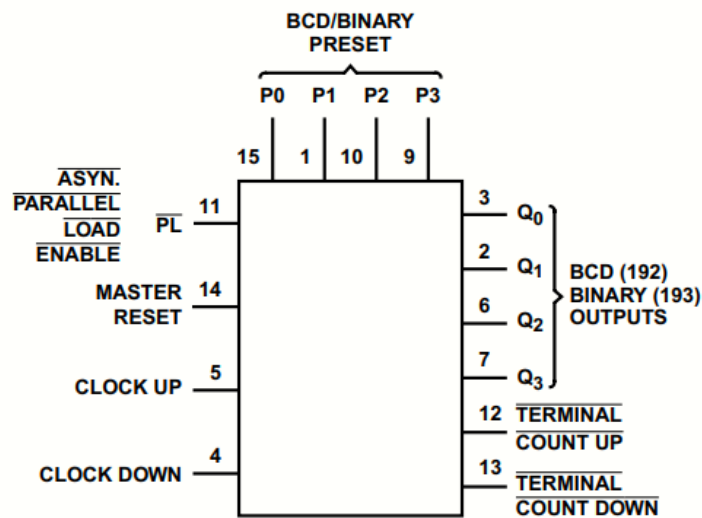 BCD/BINARY
PRESET
P0 P1 P2 P3
15 1 10 9
ASYN.
PARALLEL
LOAD
ENABLE
PL
11
MASTER
RESET
14
CLOCK UP
5
CLOCK DOWN
4
3 Q0
2 Q1
6 Q2
7 Q3
BCD (192)
BINARY (193)
OUTPUTS
12 TERMINAL
COUNT UP
13 TERMINAL
COUNT DOWN